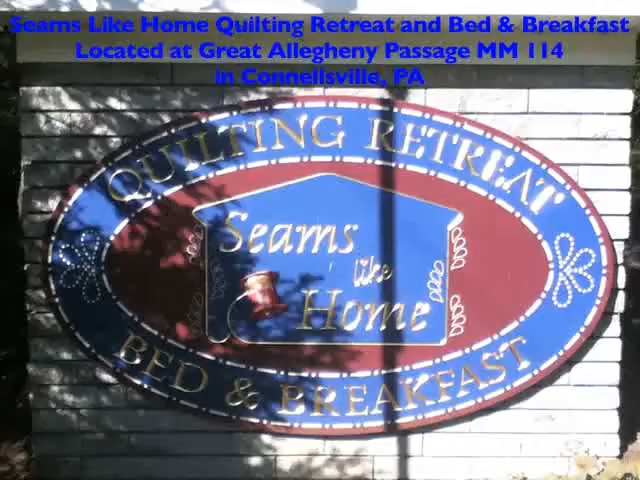 Seams Like Home Quilting Retreat and Bed & Breakfast
Located at Great Allegheny Passage MM 114
in Connellsville, PA
QUILTING RETREAT
Seams
like
Home
BED & BREAKFAST